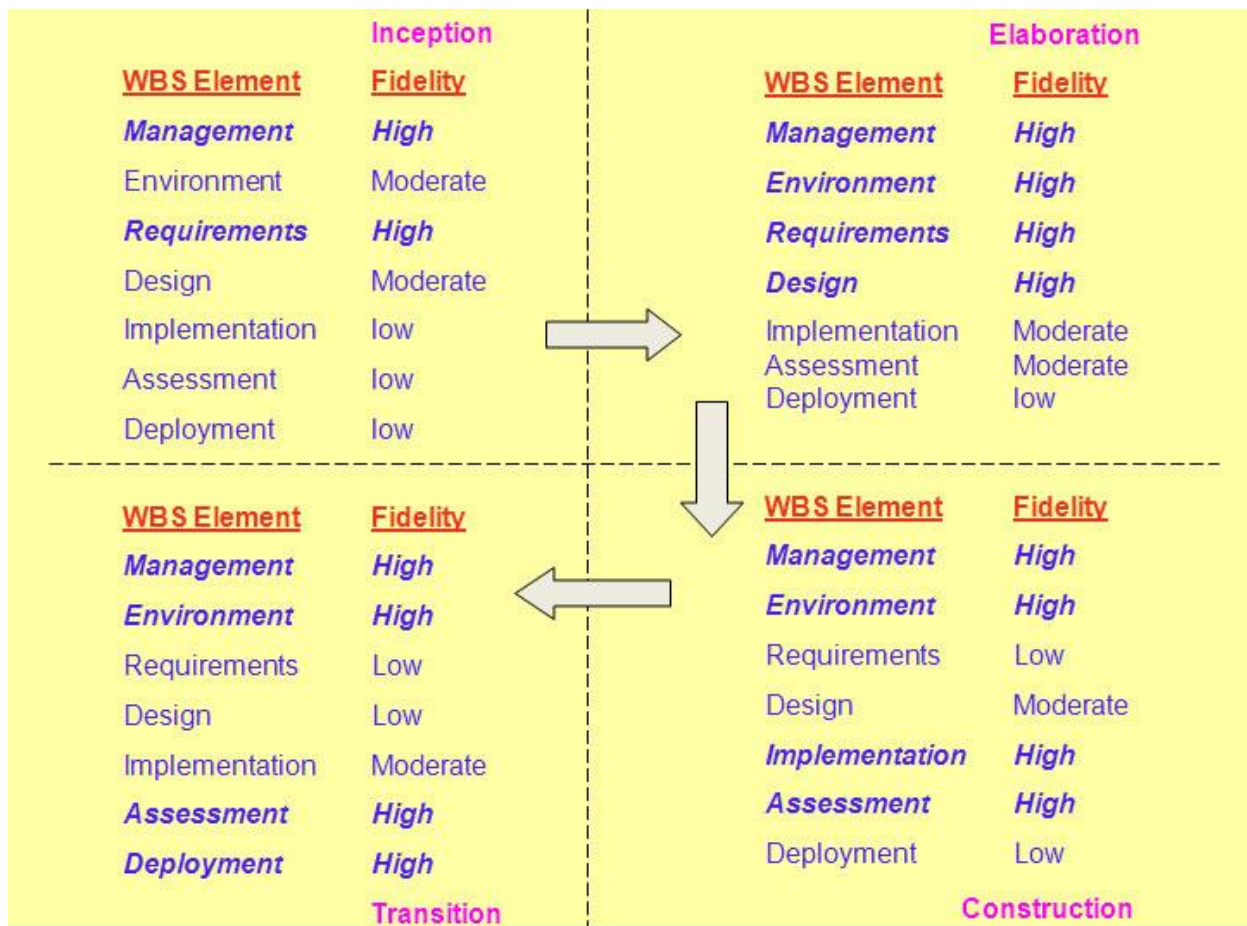 Inception
WBS Element Fidelity
Management High
Environment Moderate
Requirements High
Design Moderate
Implementation low
Assessment low
Deployment low
Elaboration
WBS Element Fidelity
Management High
Environment High
Requirements High
Design High
Implementation Moderate
Assessment Moderate
Deployment low
WBS Element Fidelity
Management High
Environment High
Requirements Low
Design Low
Implementation Moderate
Assessment High
Deployment High
Transition
WBS Element Fidelity
Management High
Environment High
Requirements Low
Design Moderate
Implementation High
Assessment High
Deployment Low
Construction